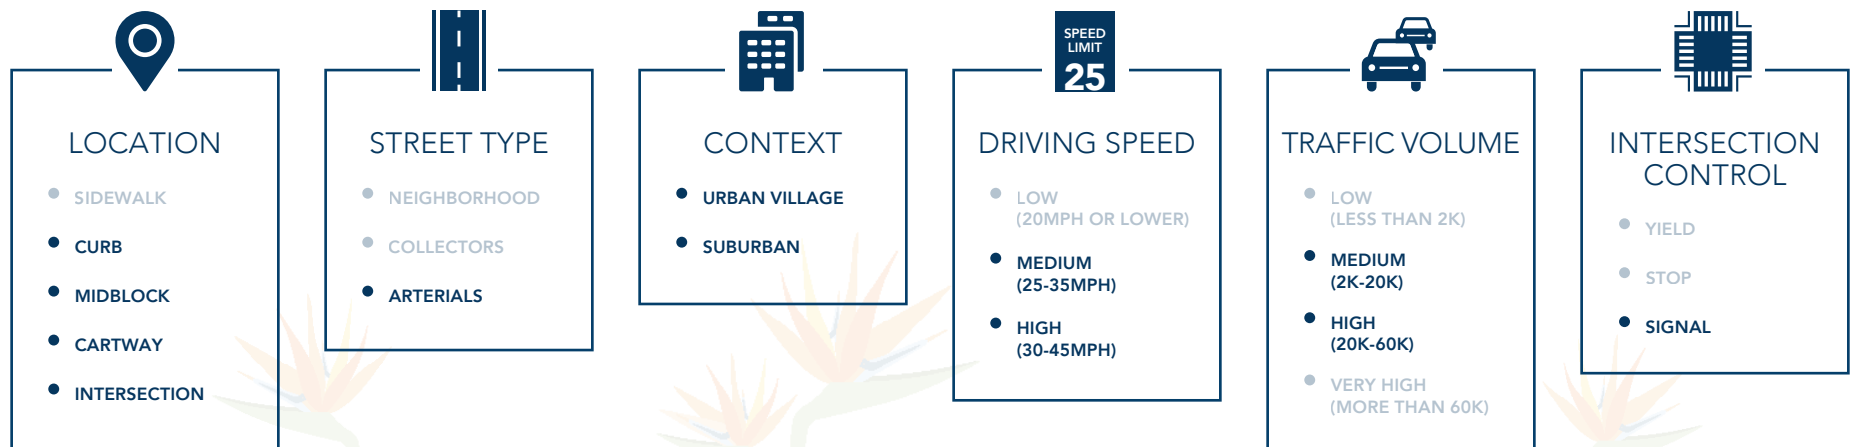 LOCATION
SIDEWALK
CURB
MIDBLOCK
CARTWAY
INTERSECTION
STREET TYPE
NEIGHBORHOOD
COLLECTORS
ARTERIALS
CONTEXT
URBAN VILLAGE
SUBURBAN
SPEED
LIMIT
25
DRIVING SPEED
LOW
(20MPH OR LOWER)
MEDIUM
(25-35MPH)
HIGH
(30-45MPH)
TRAFFIC VOLUME
LOW
(LESS THAN 2K)
MEDIUM
(2K-20K)
HIGH
(20K-60K)
VERY HIGH
(MORE THAN 60K)
INTERSECTION
CONTROL
YIELD
STOP
SIGNAL